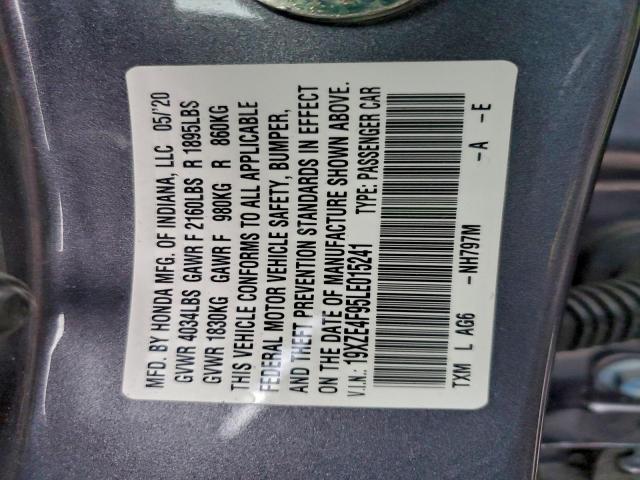 MFD. BY HONDA MFG. OF INDIANA, LLC 05/'20
GVWR 4034LBS GAWR F 2160LBS R 1895LBS
GVWR 1830KG GAWR F 980KG R 860KG
THIS VEHICLE CONFORMS TO ALL APPLICABLE
FEDERAL MOTOR VEHICLE SAFETY, BUMPER,
AND THEFT PREVENTION STANDARDS IN EFFECT
ON THE DATE OF MANUFACTURE SHOWN ABOVE.
V.I.N.: 19XZE4F95LE015241 TYPE: PASSENGER CAR
TXM L AG6 -NH797M -A -E